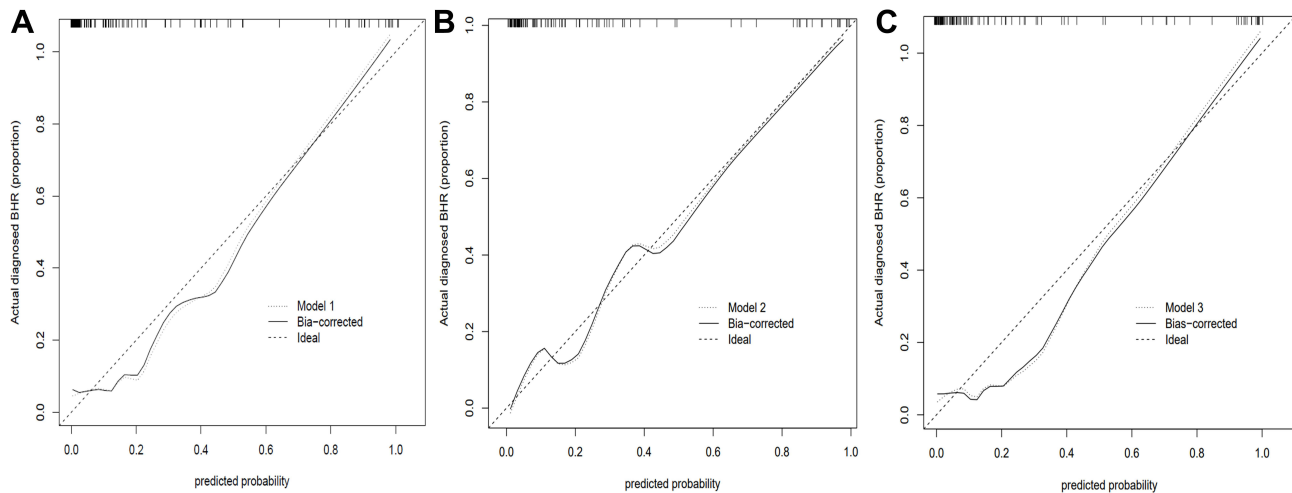 A
Actual diagnosed BHR (proportion)
1.0
0.8
0.6
0.4
0.2
0.0
Model 1
Bia-corrected
Ideal
0.0 0.2 0.4 0.6 0.8 1.0
predicted probability
B
Actual diagnosed BHR (proportion)
1.0
0.8
0.6
0.4
0.2
0.0
Model 2
Bia-corrected
Ideal
0.0 0.2 0.4 0.6 0.8 1.0
predicted probability
C
Actual diagnosed BHR (proportion)
1.0
0.8
0.6
0.4
0.2
0.0
Model 3
Bias-corrected
Ideal
0.0 0.2 0.4 0.6 0.8 1.0
predicted probability